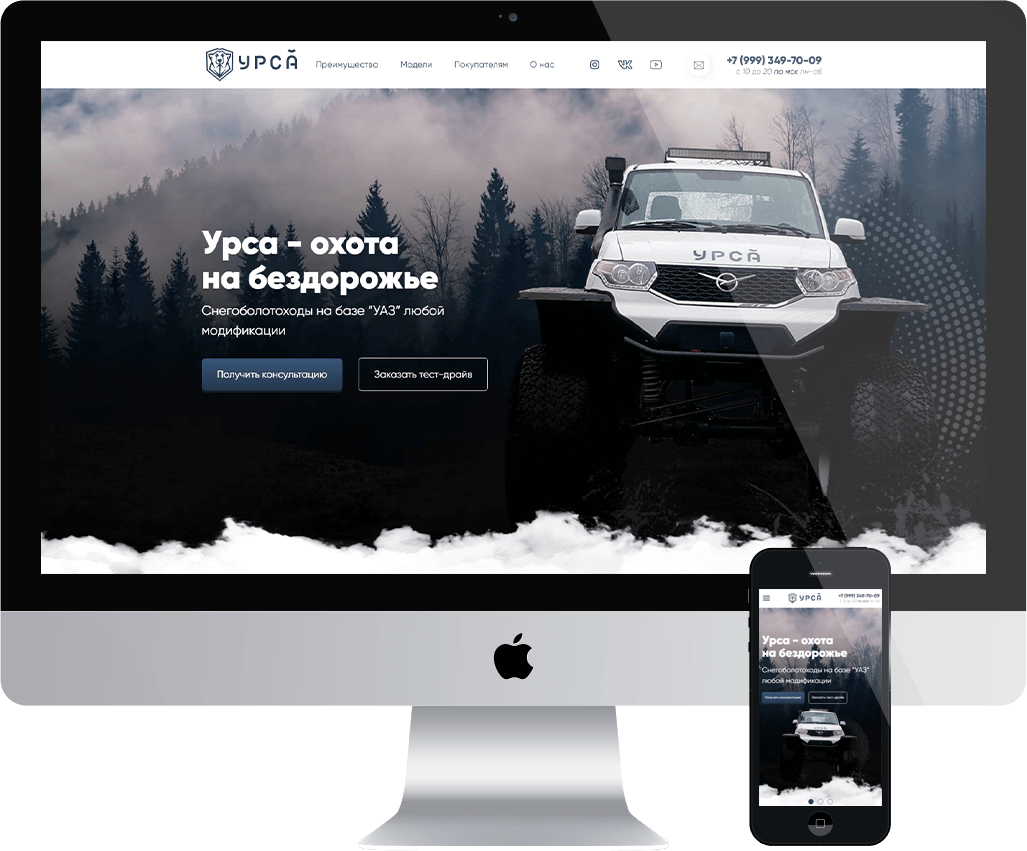 УРСӐ
Преимущества Модели Покупателям О нас
+7 (999) 349-70-09
с 10 до 20 по мск пн-сб
УРСӐ
Урса - охота
на бездорожье
Снегоболотоходы на базе “УАЗ” любой
модификации
Получить консультацию Заказать тест-драйв
УРСӐ +7 (999) 349-70-09
Урса - охота
на бездорожье
Снегоболотоходы на базе “УАЗ”
любой модификации
Получить консультацию Заказать тест-драйв